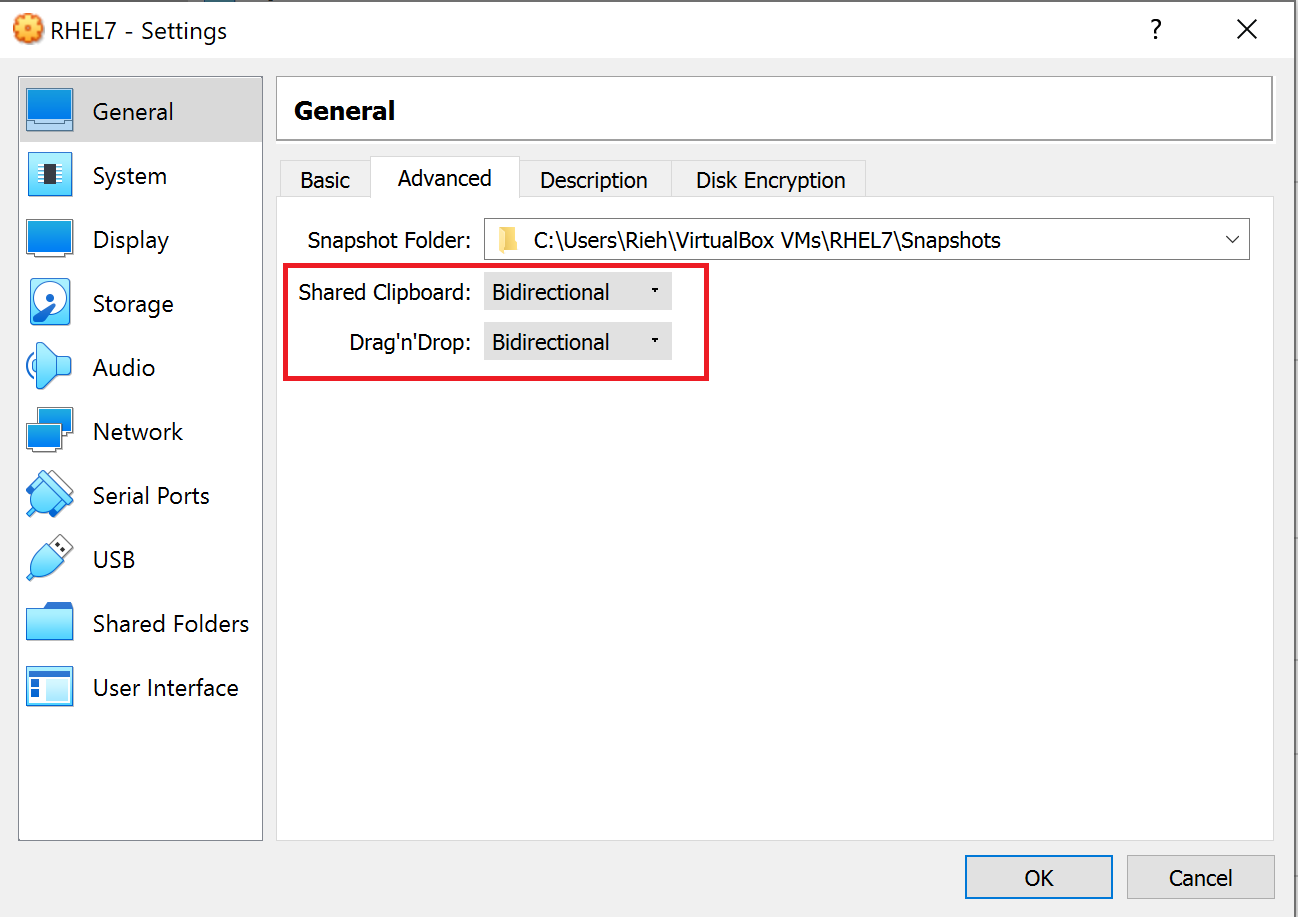 RHEL7 - Settings
?
General
System
Display
Storage
Audio
Network
Serial Ports
USB
Shared Folders
User Interface
General
Basic Advanced Description Disk Encryption
Snapshot Folder: C:\Users\Rieh\VirtualBox VMs\RHEL7\Snapshots
Shared Clipboard: Bidirectional
Drag'n'Drop: Bidirectional
OK Cancel